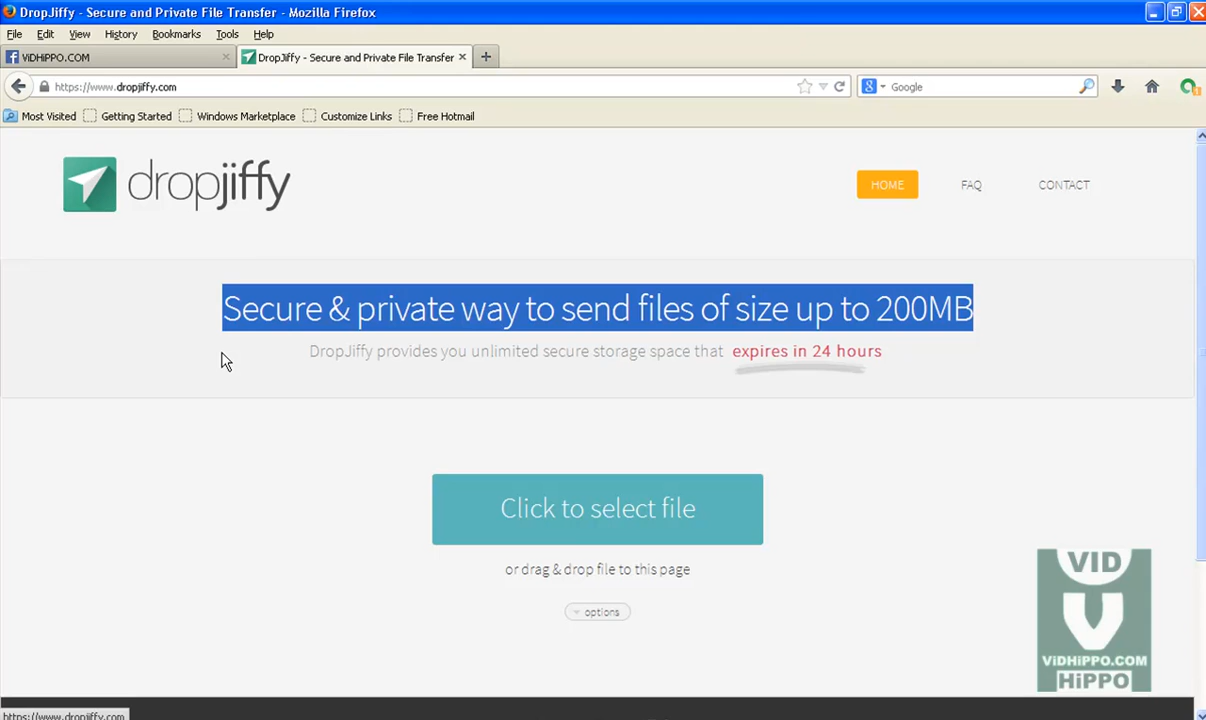 DropJiffy - Secure and Private File Transfer - Mozilla Firefox
File Edit View History Bookmarks Tools Help
ViDHiPPO.COM
DropJiffy - Secure and Private File Transfer
https://www.dropjiffy.com
Google
Most Visited Getting Started Windows Marketplace Customize Links Free Hotmail
dropjiffy
HOME FAQ CONTACT
Secure & private way to send files of size up to 200MB
DropJiffy provides you unlimited secure storage space that expires in 24 hours
Click to select file
or drag & drop file to this page
options
VID
ViDHiPPO.COM
HiPPO
https://www.dropjiffy.com